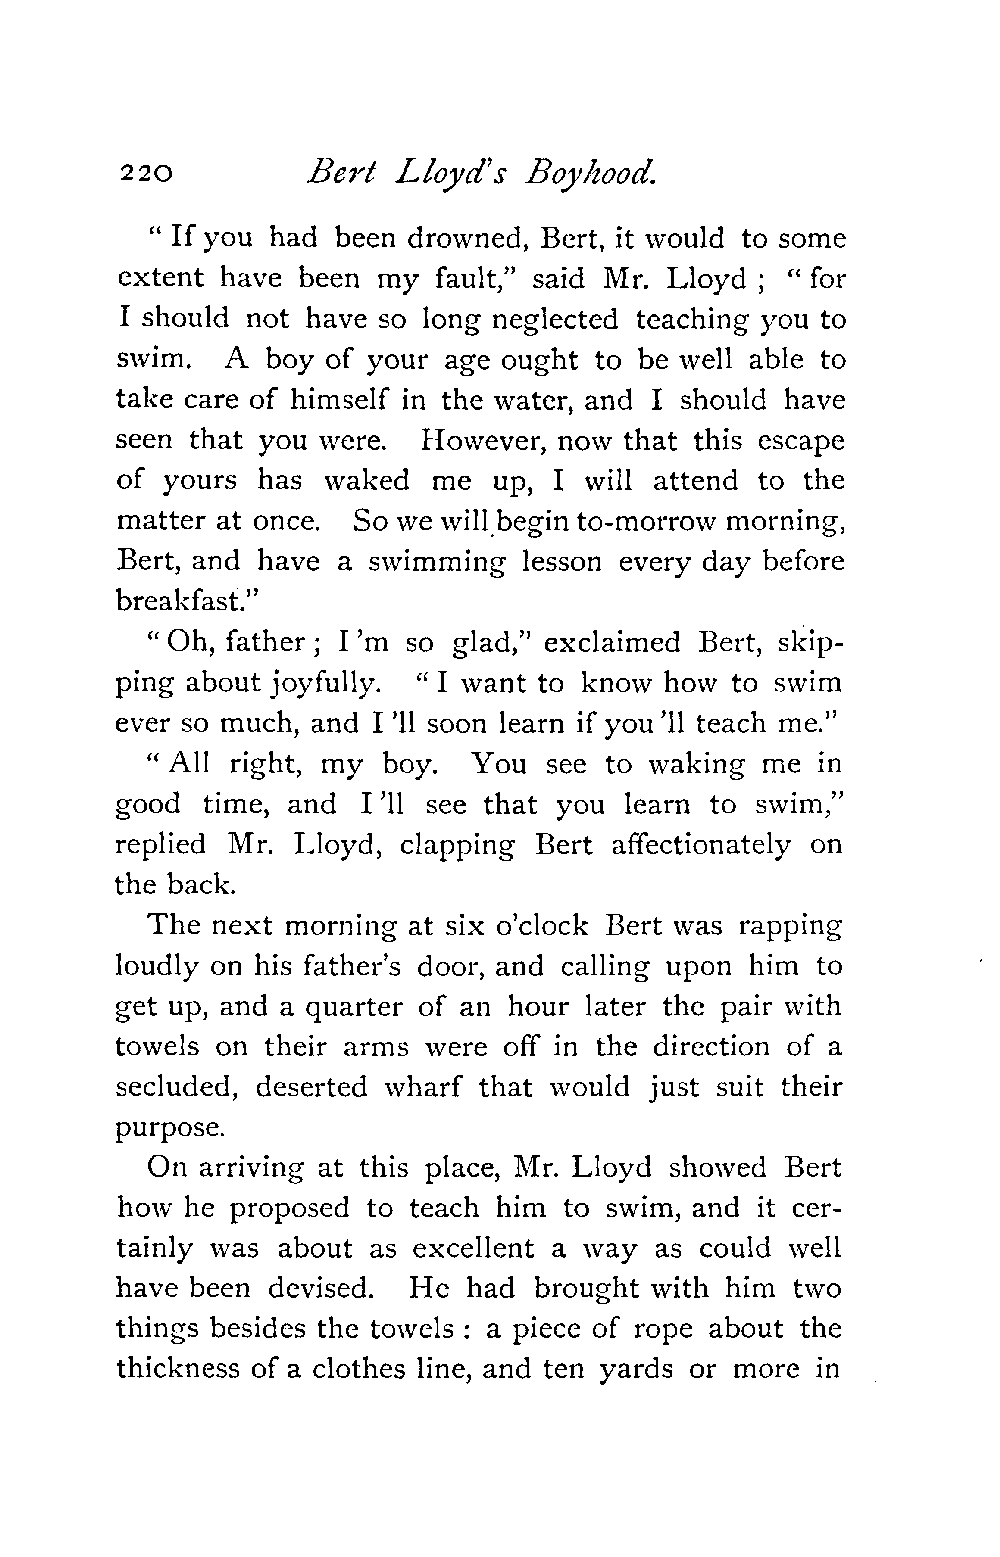 220 Bert Lloyd's Boyhood.
" If you had been drowned, Bert, it would to some
extent have been my fault," said Mr. Lloyd ; " for
I should not have so long neglected teaching you to
swim. A boy of your age ought to be well able to
take care of himself in the water, and I should have
seen that you were. However, now that this escape
of yours has waked me up, I will attend to the
matter at once. So we will begin to-morrow morning,
Bert, and have a swimming lesson every day before
breakfast."
" Oh, father ; I 'm so glad," exclaimed Bert, skip-
ping about joyfully. " I want to know how to swim
ever so much, and I 'll soon learn if you 'll teach me."
" All right, my boy. You see to waking me in
good time, and I 'll see that you learn to swim,"
replied Mr. Lloyd, clapping Bert affectionately on
the back.
The next morning at six o'clock Bert was rapping
loudly on his father's door, and calling upon him to
get up, and a quarter of an hour later the pair with
towels on their arms were off in the direction of a
secluded, deserted wharf that would just suit their
purpose.
On arriving at this place, Mr. Lloyd showed Bert
how he proposed to teach him to swim, and it cer-
tainly was about as excellent a way as could well
have been devised. He had brought with him two
things besides the towels : a piece of rope about the
thickness of a clothes line, and ten yards or more in